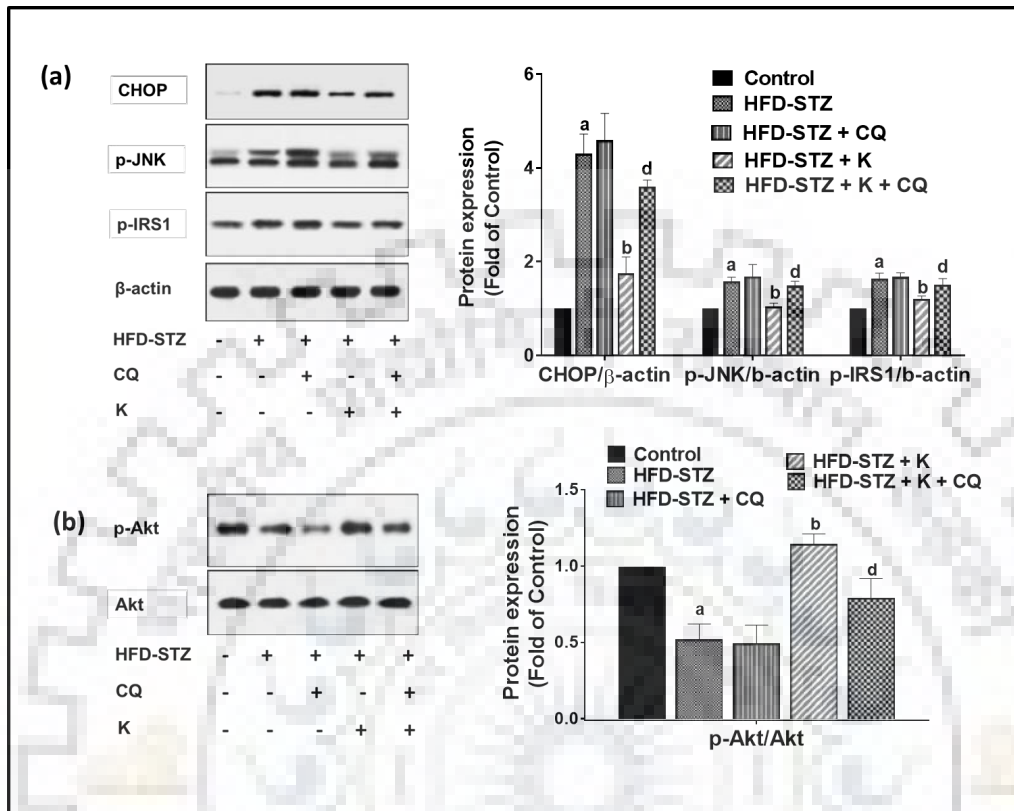 (a)
CHOP
p-JNK
p-IRS1
β-actin
HFD-STZ - + + + +
CQ - - + - +
K - - - + +
Protein expression
(Fold of Control)
6
4
2
0
Control
HFD-STZ
HFD-STZ + CQ
HFD-STZ + K
HFD-STZ + K + CQ
a b d
a b d
a b d
CHOP/β-actin p-JNK/b-actin p-IRS1/b-actin
(b)
p-Akt
Akt
HFD-STZ - + + + +
CQ - - + - +
K - - - + +
Protein expression
(Fold of Control)
1.5
1.0
0.5
0.0
Control
HFD-STZ
HFD-STZ + CQ
HFD-STZ + K
HFD-STZ + K + CQ
a b d
p-Akt/Akt